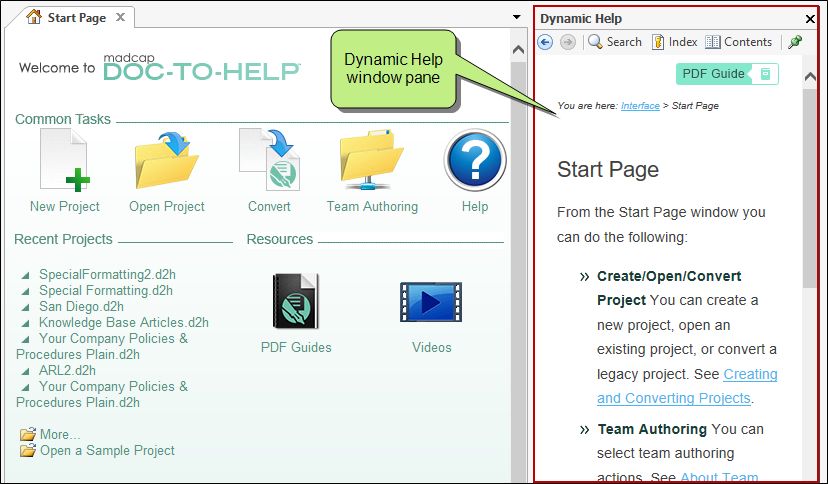 Start Page
Welcome to madcap
DOC-TO-HELP
Common Tasks
New Project
Open Project
Convert
Team Authoring
Help
Recent Projects
SpecialFormatting2.d2h
Special Formatting.d2h
San Diego.d2h
Knowledge Base Articles.d2h
Your Company Policies &
Procedures Plain.d2h
ARL2.d2h
Your Company Policies &
Procedures Plain.d2h
More...
Open a Sample Project
Resources
PDF Guides
Videos
Dynamic Help
window pane
Dynamic Help
Search
Index
Contents
PDF Guide
You are here: Interface > Start Page
Start Page
From the Start Page window you
can do the following:
» Create/Open/Convert
Project You can create a
new project, open an
existing project, or convert a
legacy project. See Creating
and Converting Projects.
» Team Authoring You can
select team authoring
actions. See About Team